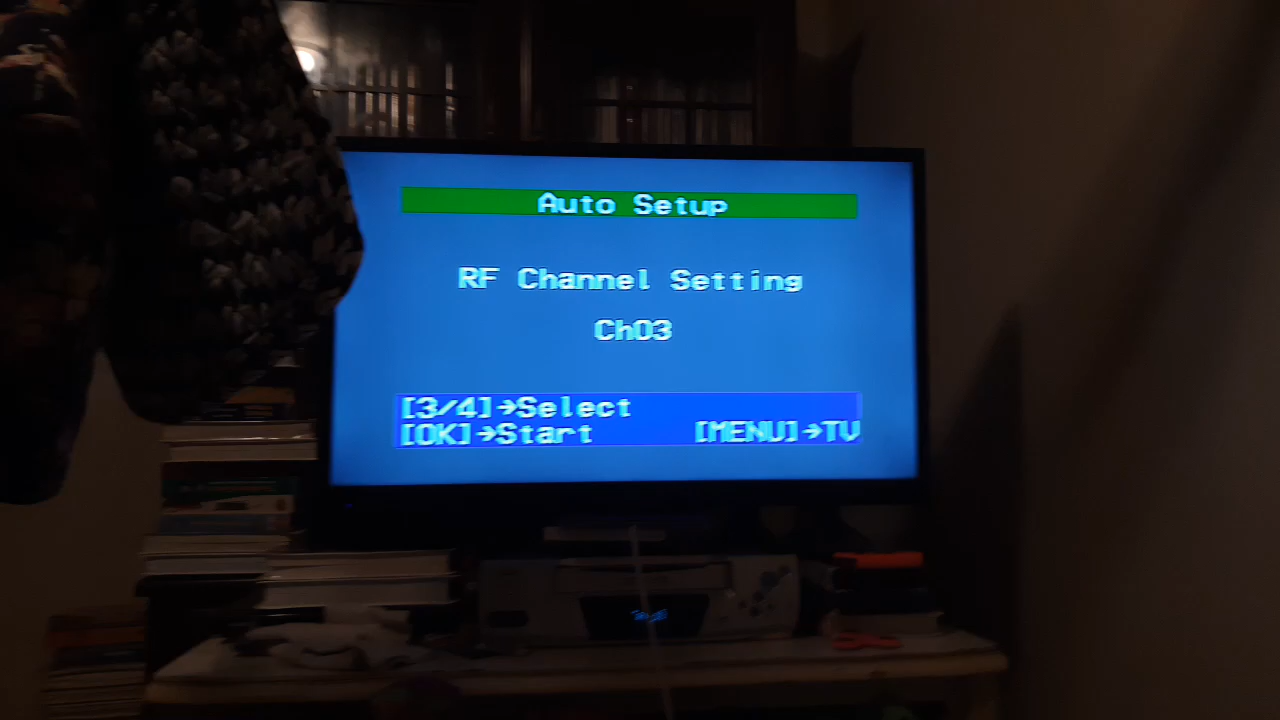 Auto Setup
RF Channel Setting
Ch03
[3/4]→Select
[OK]→Start [MENU]→TV